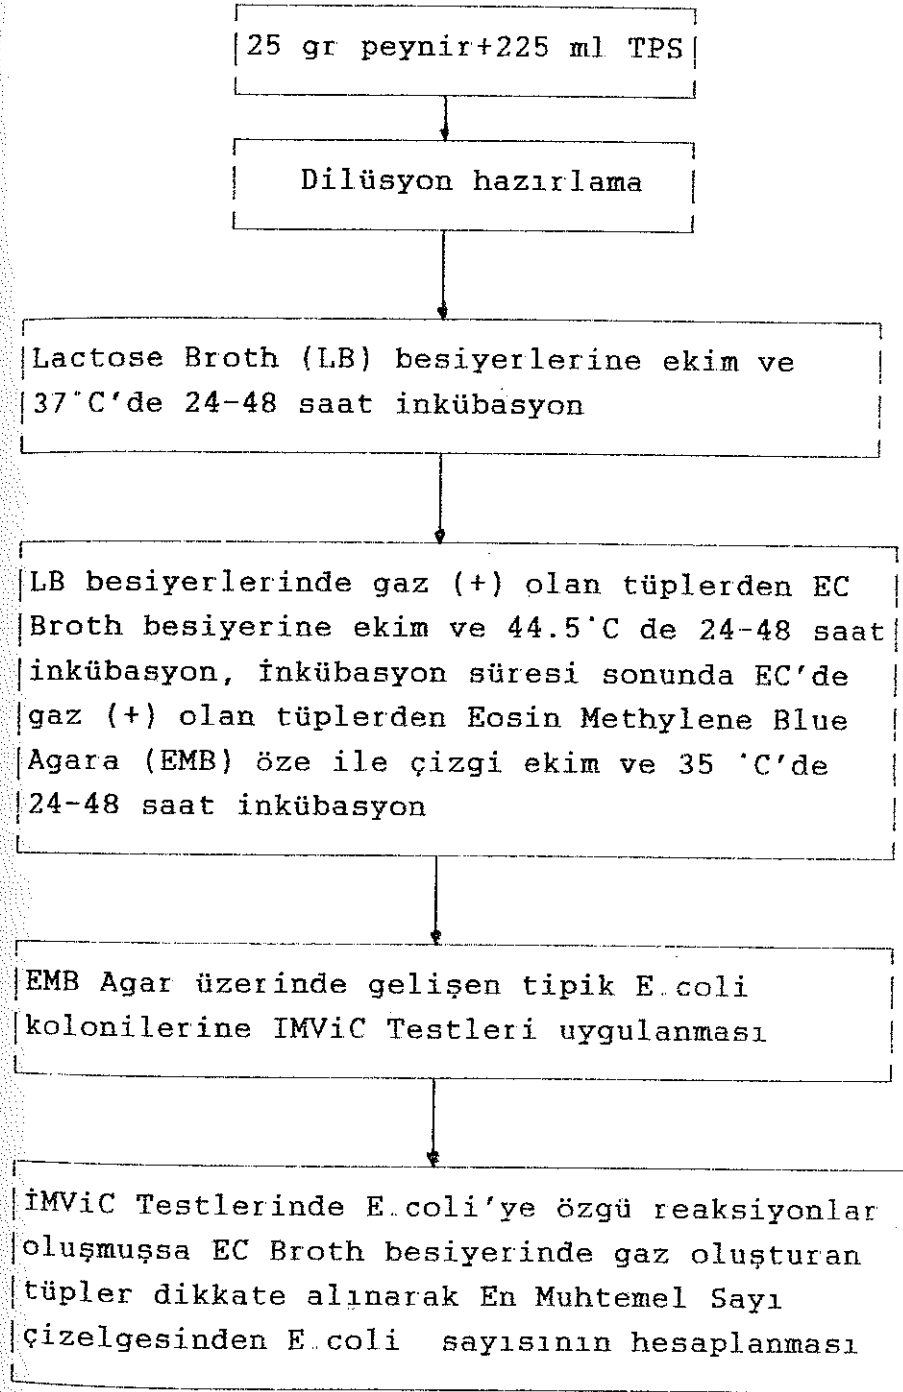 25 gr peynir+225 ml TPS
Dilüsyon hazırlama
Lactose Broth (LB) besiyerlerine ekim ve
37°C'de 24-48 saat inkübasyon
LB besiyerlerinde gaz (+) olan tüplerden EC
Broth besiyerine ekim ve 44.5°C de 24-48 saat
inkübasyon, İnkübasyon süresi sonunda EC'de
gaz (+) olan tüplerden Eosin Methylene Blue
Agara (EMB) öze ile çizgi ekim ve 35 °C'de
24-48 saat inkübasyon
EMB Agar üzerinde gelişen tipik E.coli
kolonilerine IMViC Testleri uygulanması
İMViC Testlerinde E.coli'ye özgü reaksiyonlar
oluşmuşsa EC Broth besiyerinde gaz oluşturan
tüpler dikkate alınarak En Muhtemel Sayı
çizelgesinden E.coli sayısının hesaplanması